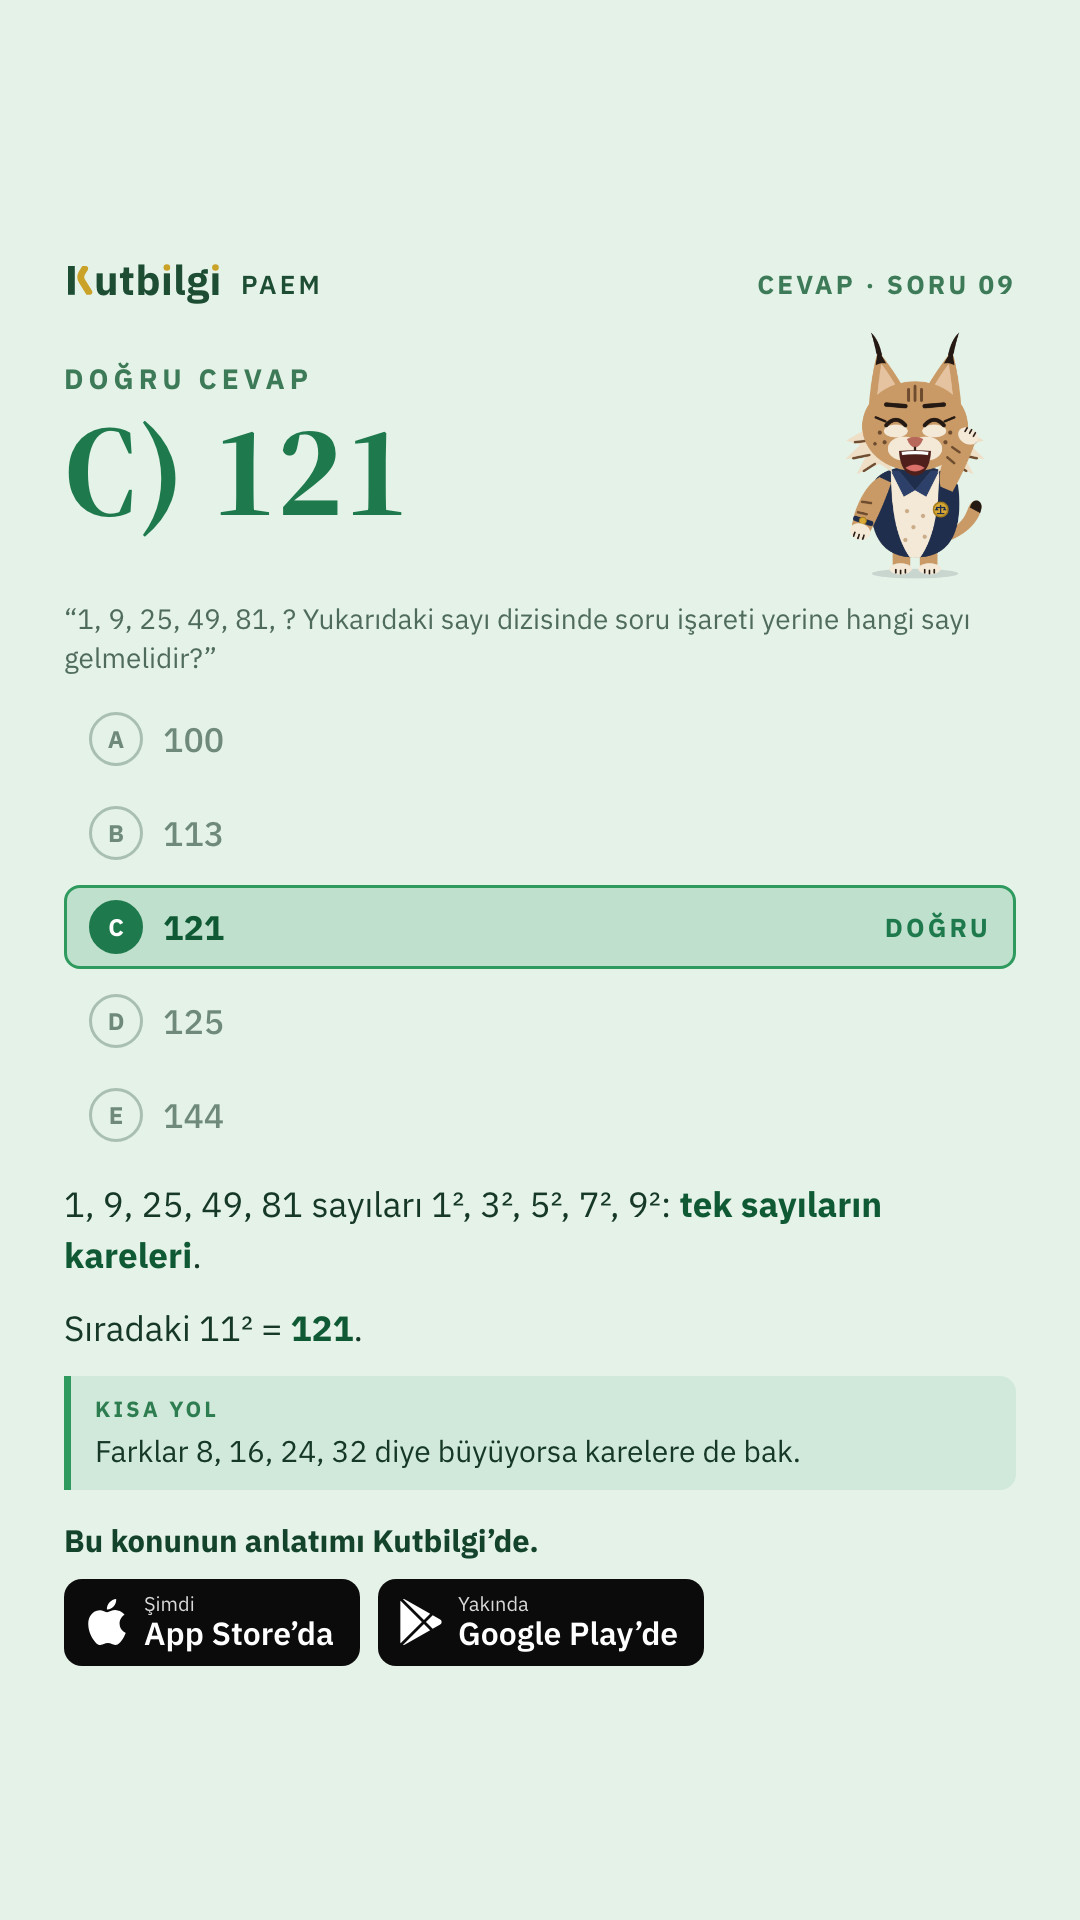 Kutbilgi PAEM
CEVAP · SORU 09
DOĞRU CEVAP
C) 121
“1, 9, 25, 49, 81, ? Yukarıdaki sayı dizisinde soru işareti yerine hangi sayı
gelmelidir?”
A 100
B 113
C 121 DOĞRU
D 125
E 144
1, 9, 25, 49, 81 sayıları 1², 3², 5², 7², 9²: tek sayıların
kareleri.
Sıradaki 11² = 121.
KISA YOL
Farklar 8, 16, 24, 32 diye büyüyorsa karelere de bak.
Bu konunun anlatımı Kutbilgi’de.
Şimdi
App Store’da
Yakında
Google Play’de